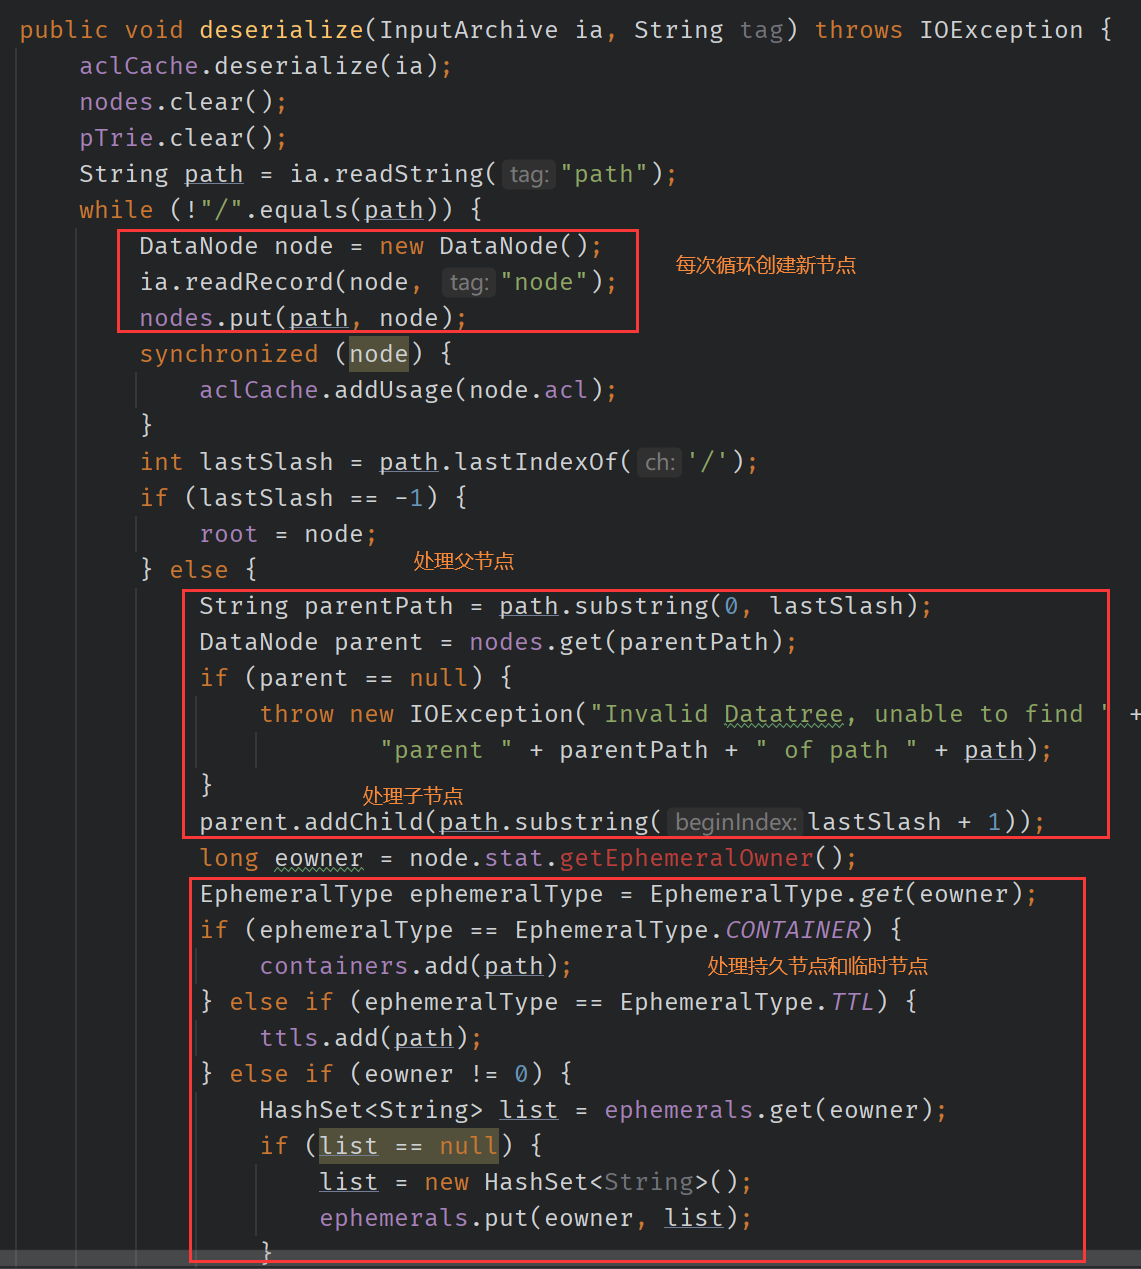 public void deserialize(InputArchive ia, String tag) throws IOException {
aclCache.deserialize(ia);
nodes.clear();
pTrie.clear();
String path = ia.readString( tag: "path");
while (!"/".equals(path)) {
DataNode node = new DataNode();
每次循环创建新节点
ia.readRecord(node, tag: "node");
nodes.put(path, node);
synchronized (node) {
aclCache.addUsage(node.acl);
}
int lastSlash = path.lastIndexOf( ch: '/');
if (lastSlash == -1) {
root = node;
处理父节点
} else {
String parentPath = path.substring(0, lastSlash);
DataNode parent = nodes.get(parentPath);
if (parent == null) {
throw new IOException("Invalid Datatree, unable to find " +
"parent " + parentPath + " of path " + path);
}
处理子节点
parent.addChild(path.substring( beginIndex: lastSlash + 1));
long eowner = node.stat.getEphemeralOwner();
EphemeralType ephemeralType = EphemeralType.get(eowner);
if (ephemeralType == EphemeralType.CONTAINER) {
containers.add(path);
处理持久节点和临时节点
} else if (ephemeralType == EphemeralType.TTL) {
ttls.add(path);
} else if (eowner != 0) {
HashSet<String> list = ephemerals.get(eowner);
if (list == null) {
list = new HashSet<String>();
ephemerals.put(eowner, list);
}